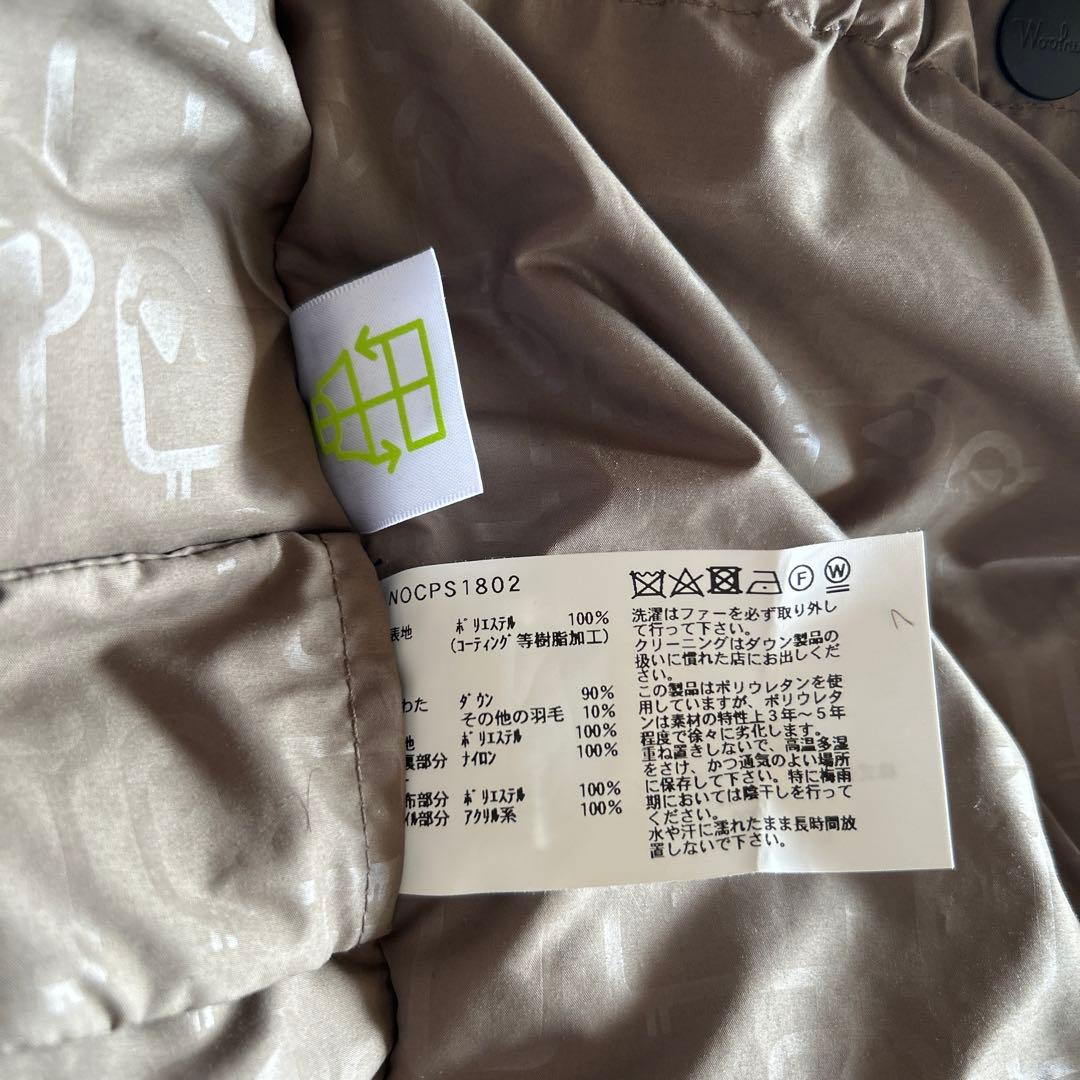 Woolr
WOCPS1802
表地 ポリエステル 100%
(コーティング等樹脂加工)
わた ダウン 90%
その他の羽毛 10%
地 ポリエステル 100%
裏部分 ナイロン 100%
布部分 ポリエステル 100%
イル部分 アクリル系 100%
F W
洗濯はファーを必ず取り外し
て行って下さい。
クリーニングはダウン製品の
扱いに慣れた店にお出しくだ
さい。
この製品はポリウレタンを使
用していますが、ポリウレタ
ンは素材の特性上3年〜5年
程度で徐々に劣化します。
重ね置きしないで、高温多湿
をさけ、かつ通気のよい場所
に保存して下さい。特に梅雨
期においては陰干しを行って
ください。
水や汗に濡れたまま長時間放
置しないで下さい。